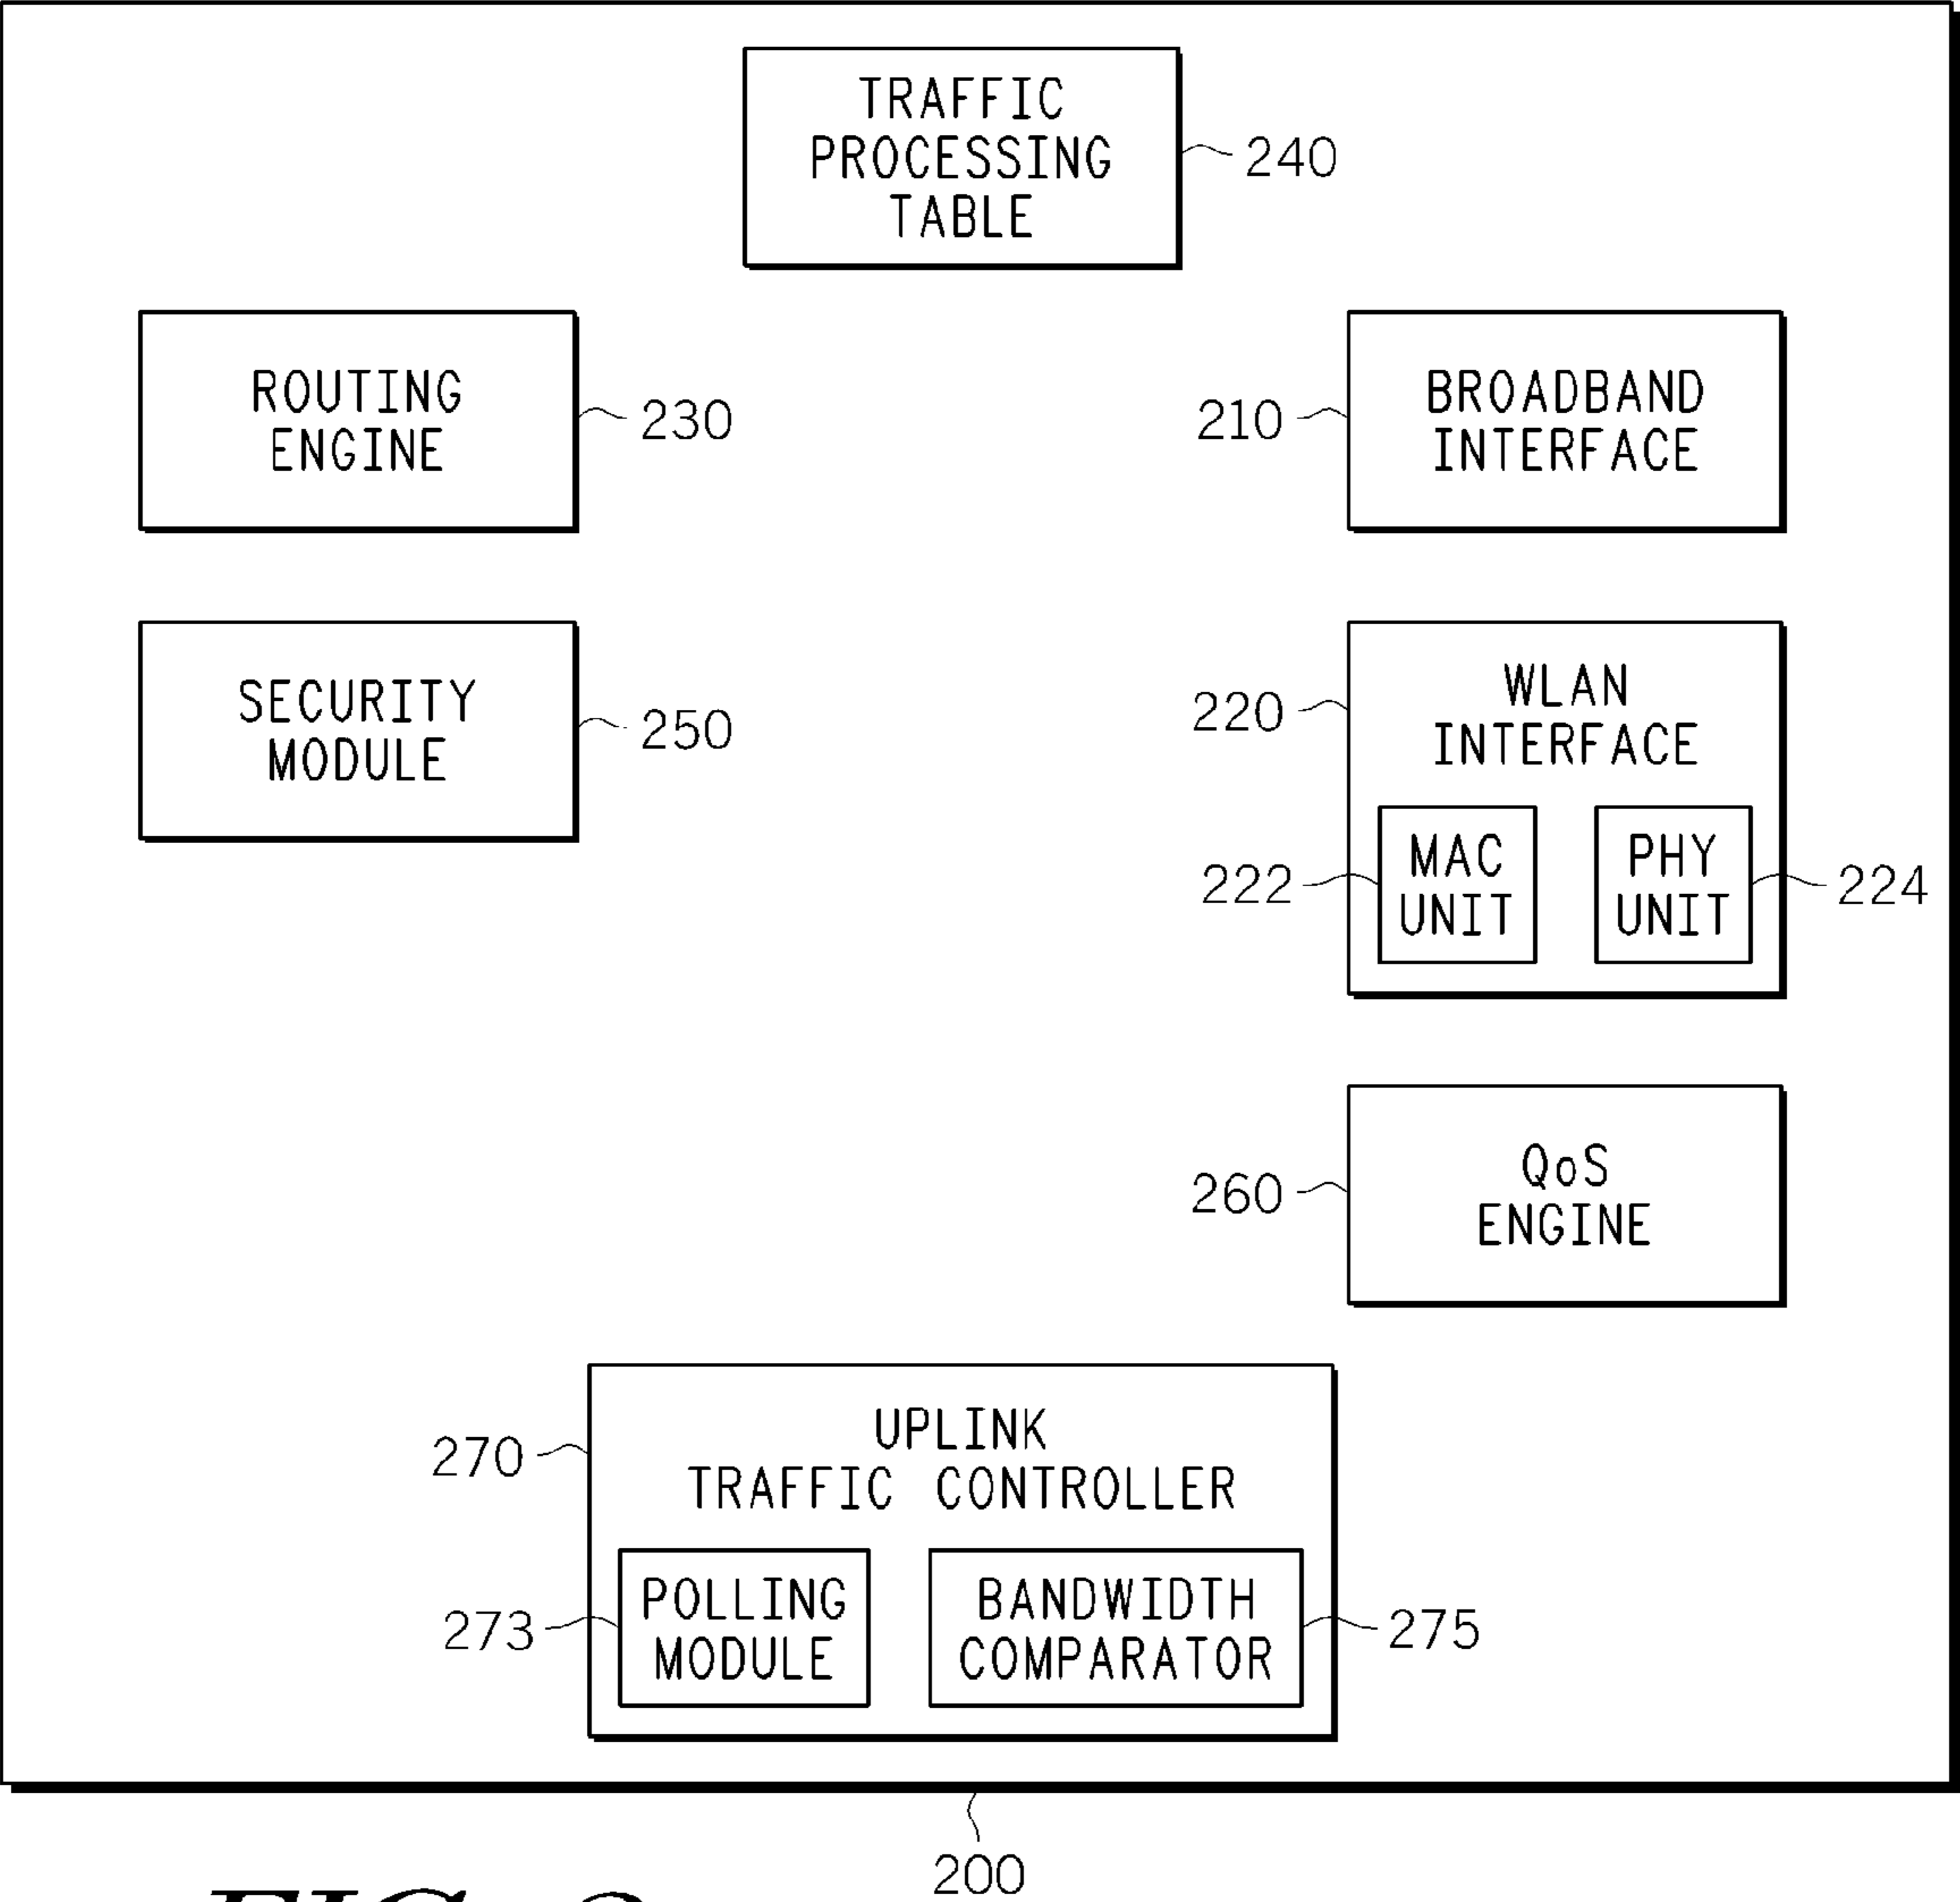 TRAFFIC
PROCESSING
TABLE
240
ROUTING
ENGINE
230
210
BROADBAND
INTERFACE
SECURITY
MODULE
250
220
WLAN
INTERFACE
222
MAC
UNIT
PHY
UNIT
224
260
QoS
ENGINE
270
UPLINK
TRAFFIC CONTROLLER
273
POLLING
MODULE
BANDWIDTH
COMPARATOR
275
200